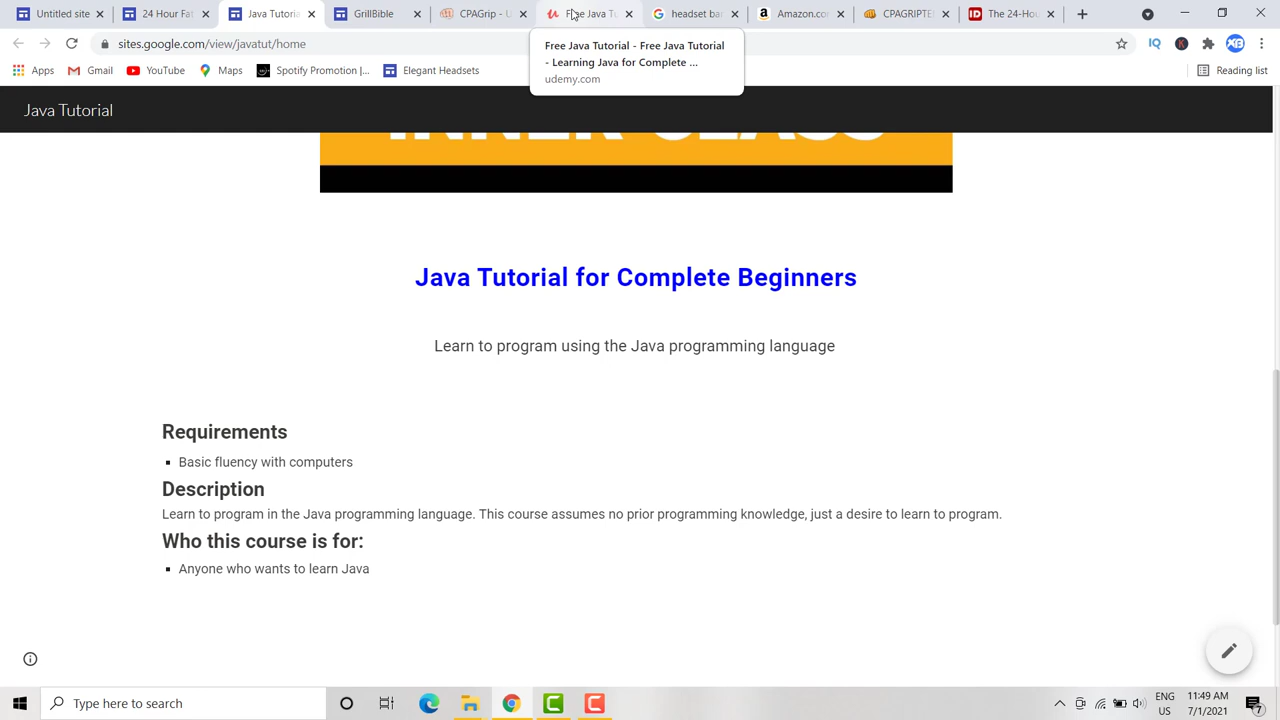 Untitled site
24 Hour Fat
Java Tutoria
GrillBible
CPAGrip - U
Free Java Tu
headset bar
Amazon.co
CPAGRIPTE
The 24-Hou
sites.google.com/view/javatut/home
Apps
Gmail
YouTube
Maps
Spotify Promotion |...
Elegant Headsets
Reading list
Free Java Tutorial - Free Java Tutorial
- Learning Java for Complete ...
udemy.com
Java Tutorial
INNER CLASS
Java Tutorial for Complete Beginners
Learn to program using the Java programming language
Requirements
Basic fluency with computers
Description
Learn to program in the Java programming language. This course assumes no prior programming knowledge, just a desire to learn to program.
Who this course is for:
Anyone who wants to learn Java
Type here to search
ENG
US
11:49 AM
7/1/2021
7